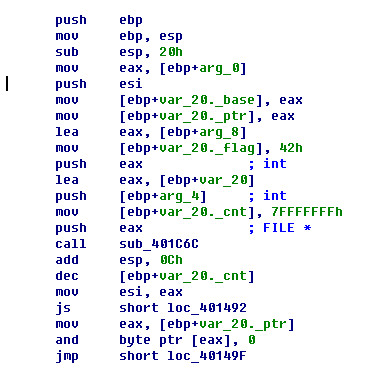 push ebp
mov ebp, esp
sub esp, 20h
mov eax, [ebp+arg_0]
push esi
mov [ebp+var_20._base], eax
mov [ebp+var_20._ptr], eax
lea eax, [ebp+arg_8]
mov [ebp+var_20._flag], 42h
push eax ; int
lea eax, [ebp+var_20]
push [ebp+arg_4] ; int
mov [ebp+var_20._cnt], 7FFFFFFFh
push eax ; FILE *
call sub_401C6C
add esp, 0Ch
dec [ebp+var_20._cnt]
mov esi, eax
js short loc_401492
mov eax, [ebp+var_20._ptr]
and byte ptr [eax], 0
jmp short loc_40149F